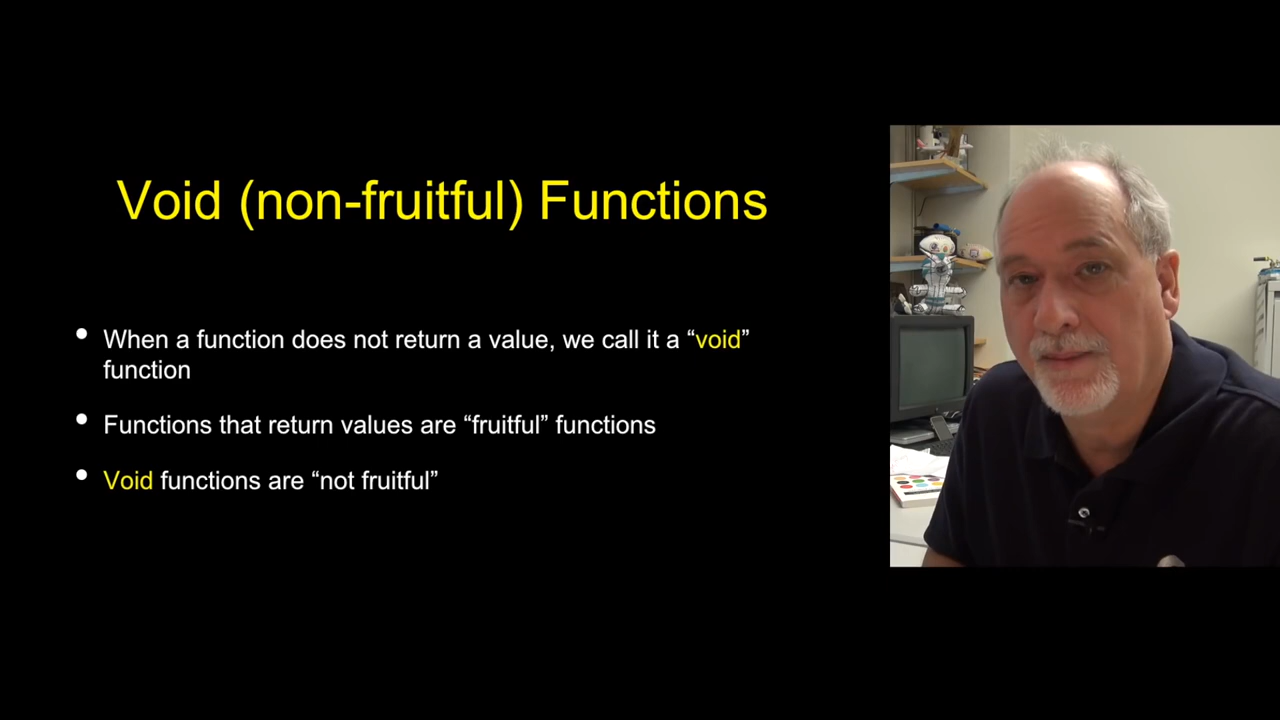 Void (non-fruitful) Functions
• When a function does not return a value, we call it a “void”
function
• Functions that return values are “fruitful” functions
• Void functions are “not fruitful”